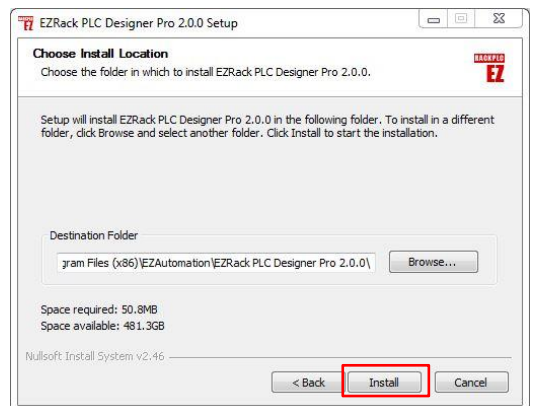 EZRack PLC Designer Pro 2.0.0 Setup
Choose Install Location
Choose the folder in which to install EZRack PLC Designer Pro 2.0.0.
RACKPLC
EZ
Setup will install EZRack PLC Designer Pro 2.0.0 in the following folder. To install in a different
folder, click Browse and select another folder. Click Install to start the installation.
Destination Folder
gram Files (x86)\EZAutomation\EZRack PLC Designer Pro 2.0.0\ Browse...
Space required: 50.8MB
Space available: 481.3GB
Nullsoft Install System v2.46
< Back Install Cancel